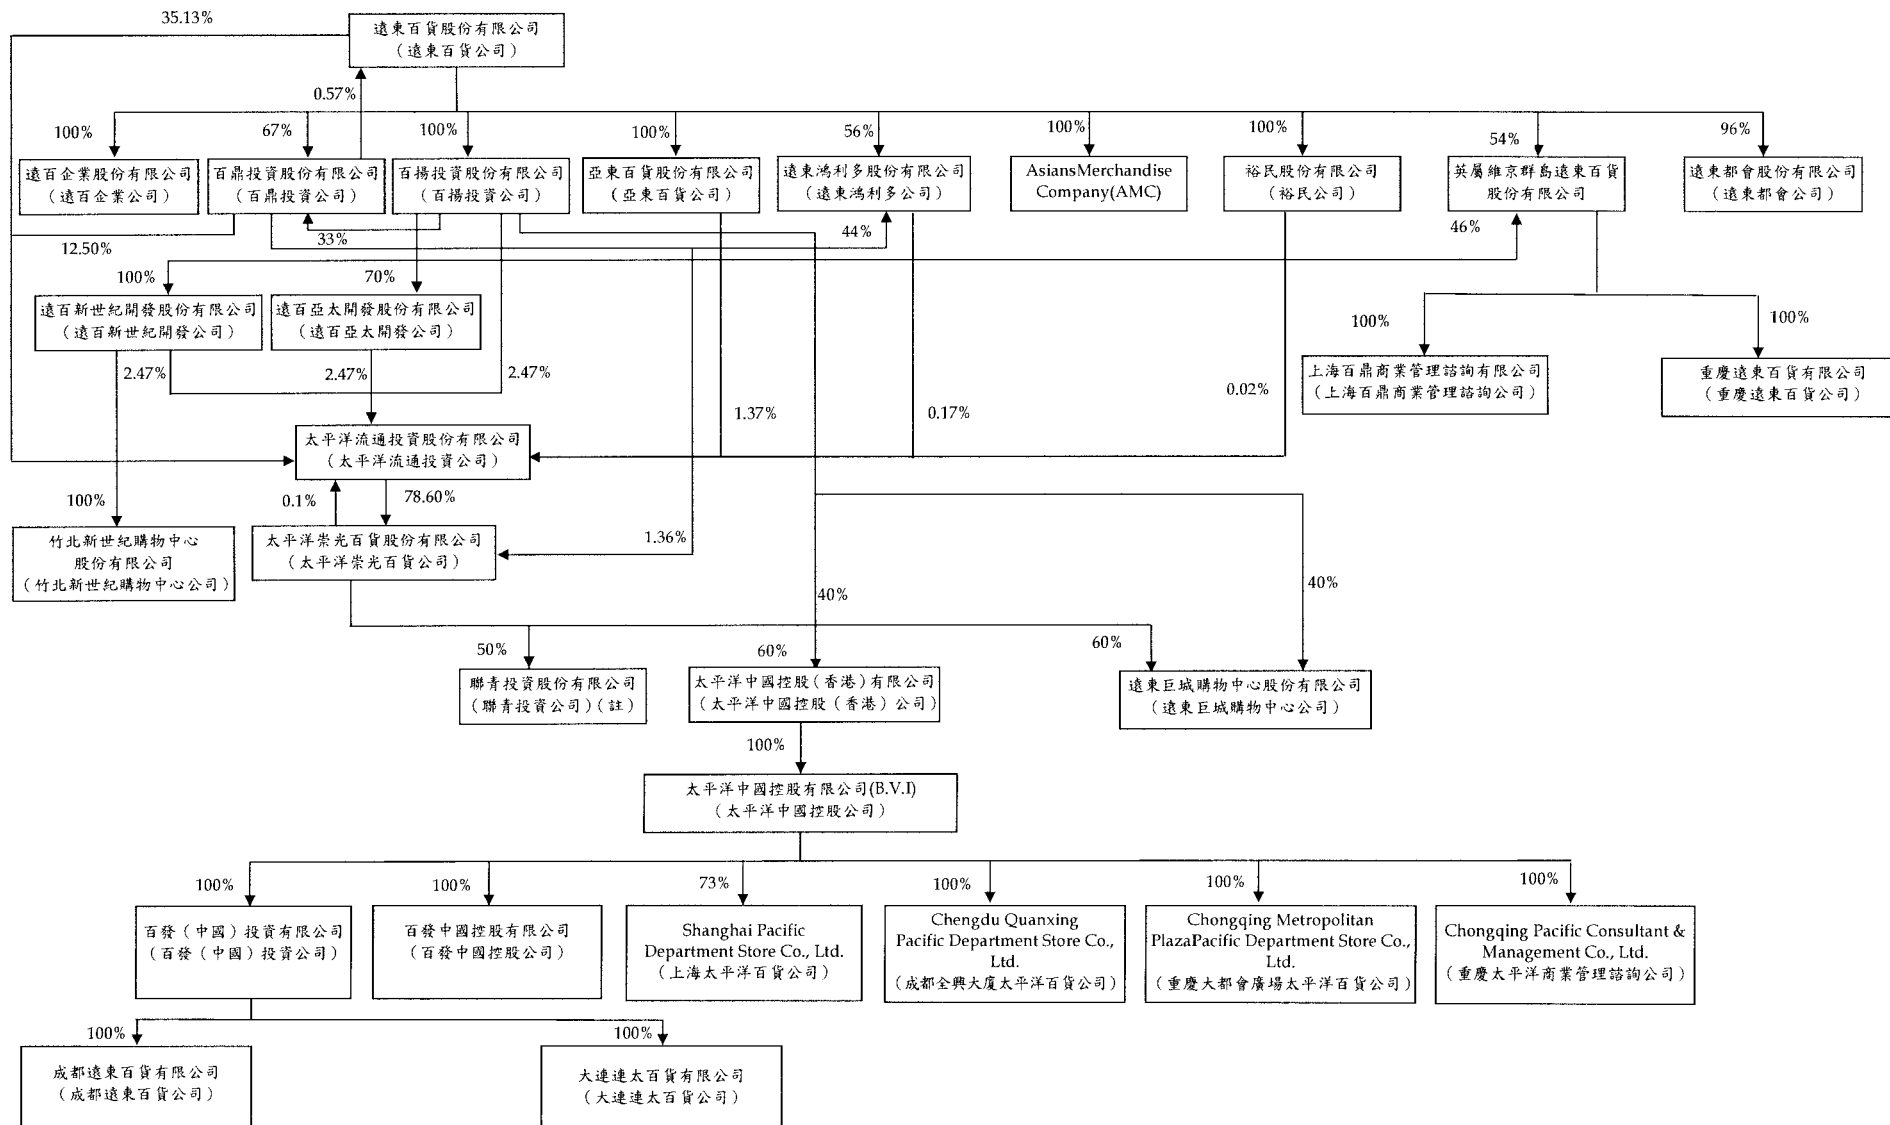 35.13%
遠東百貨股份有限公司
（遠東百貨公司）
0.57%
100%
67%
100%
100%
56%
100%
100%
54%
96%
遠百企業股份有限公司
（遠百企業公司）
百鼎投資股份有限公司
（百鼎投資公司）
百揚投資股份有限公司
（百揚投資公司）
亞東百貨股份有限公司
（亞東百貨公司）
遠東鴻利多股份有限公司
（遠東鴻利多公司）
AsiansMerchandise
Company(AMC)
裕民股份有限公司
（裕民公司）
英屬維京群島遠東百貨
股份有限公司
遠東都會股份有限公司
（遠東都會公司）
12.50%
33%
44%
46%
100%
70%
遠百新世紀開發股份有限公司
（遠百新世紀開發公司）
遠百亞太開發股份有限公司
（遠百亞太開發公司）
100%
100%
2.47%
2.47%
2.47%
上海百鼎商業管理諮詢有限公司
（上海百鼎商業管理諮詢公司）
重慶遠東百貨有限公司
（重慶遠東百貨公司）
1.37%
0.17%
0.02%
太平洋流通投資股份有限公司
（太平洋流通投資公司）
100%
0.1%
78.60%
竹北新世紀購物中心
股份有限公司
（竹北新世紀購物中心公司）
太平洋崇光百貨股份有限公司
（太平洋崇光百貨公司）
1.36%
40%
40%
50%
60%
60%
聯青投資股份有限公司
（聯青投資公司）（註）
太平洋中國控股（香港）有限公司
（太平洋中國控股（香港）公司）
遠東巨城購物中心股份有限公司
（遠東巨城購物中心公司）
100%
太平洋中國控股有限公司(B.V.I)
（太平洋中國控股公司）
100%
100%
73%
100%
100%
100%
百發（中國）投資有限公司
（百發（中國）投資公司）
百發中國控股有限公司
（百發中國控股公司）
Shanghai Pacific
Department Store Co., Ltd.
（上海太平洋百貨公司）
Chengdu Quanxing
Pacific Department Store Co.,
Ltd.
（成都全興大廈太平洋百貨公司）
Chongqing Metropolitan
PlazaPacific Department Store Co.,
Ltd.
（重慶大都會廣場太平洋百貨公司）
Chongqing Pacific Consultant &
Management Co., Ltd.
（重慶太平洋商業管理諮詢公司）
100%
100%
成都遠東百貨有限公司
（成都遠東百貨公司）
大連連太百貨有限公司
（大連連太百貨公司）